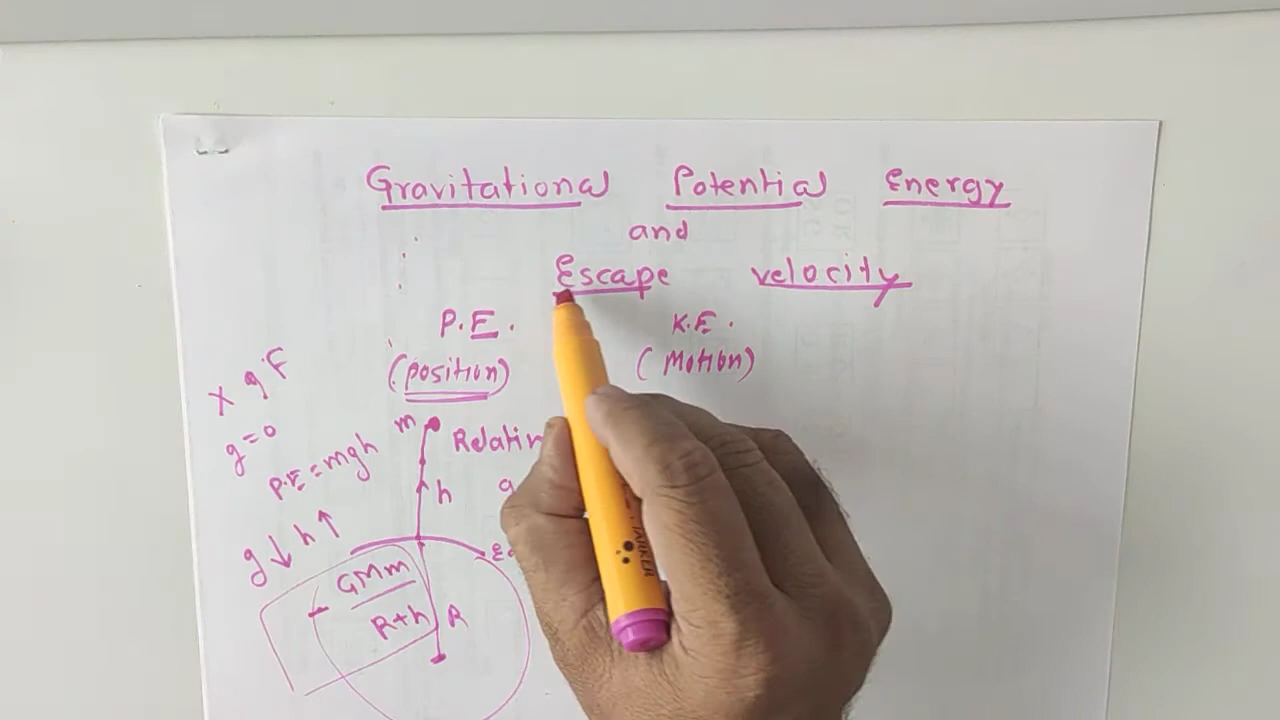 Gravitational Potential Energy
and
Escape velocity
P.E. K.E.
(position) (Motion)
x g F
g = 0
P.E = mgh
m
h
g ↓ h ↑
- GMm
R+h
R